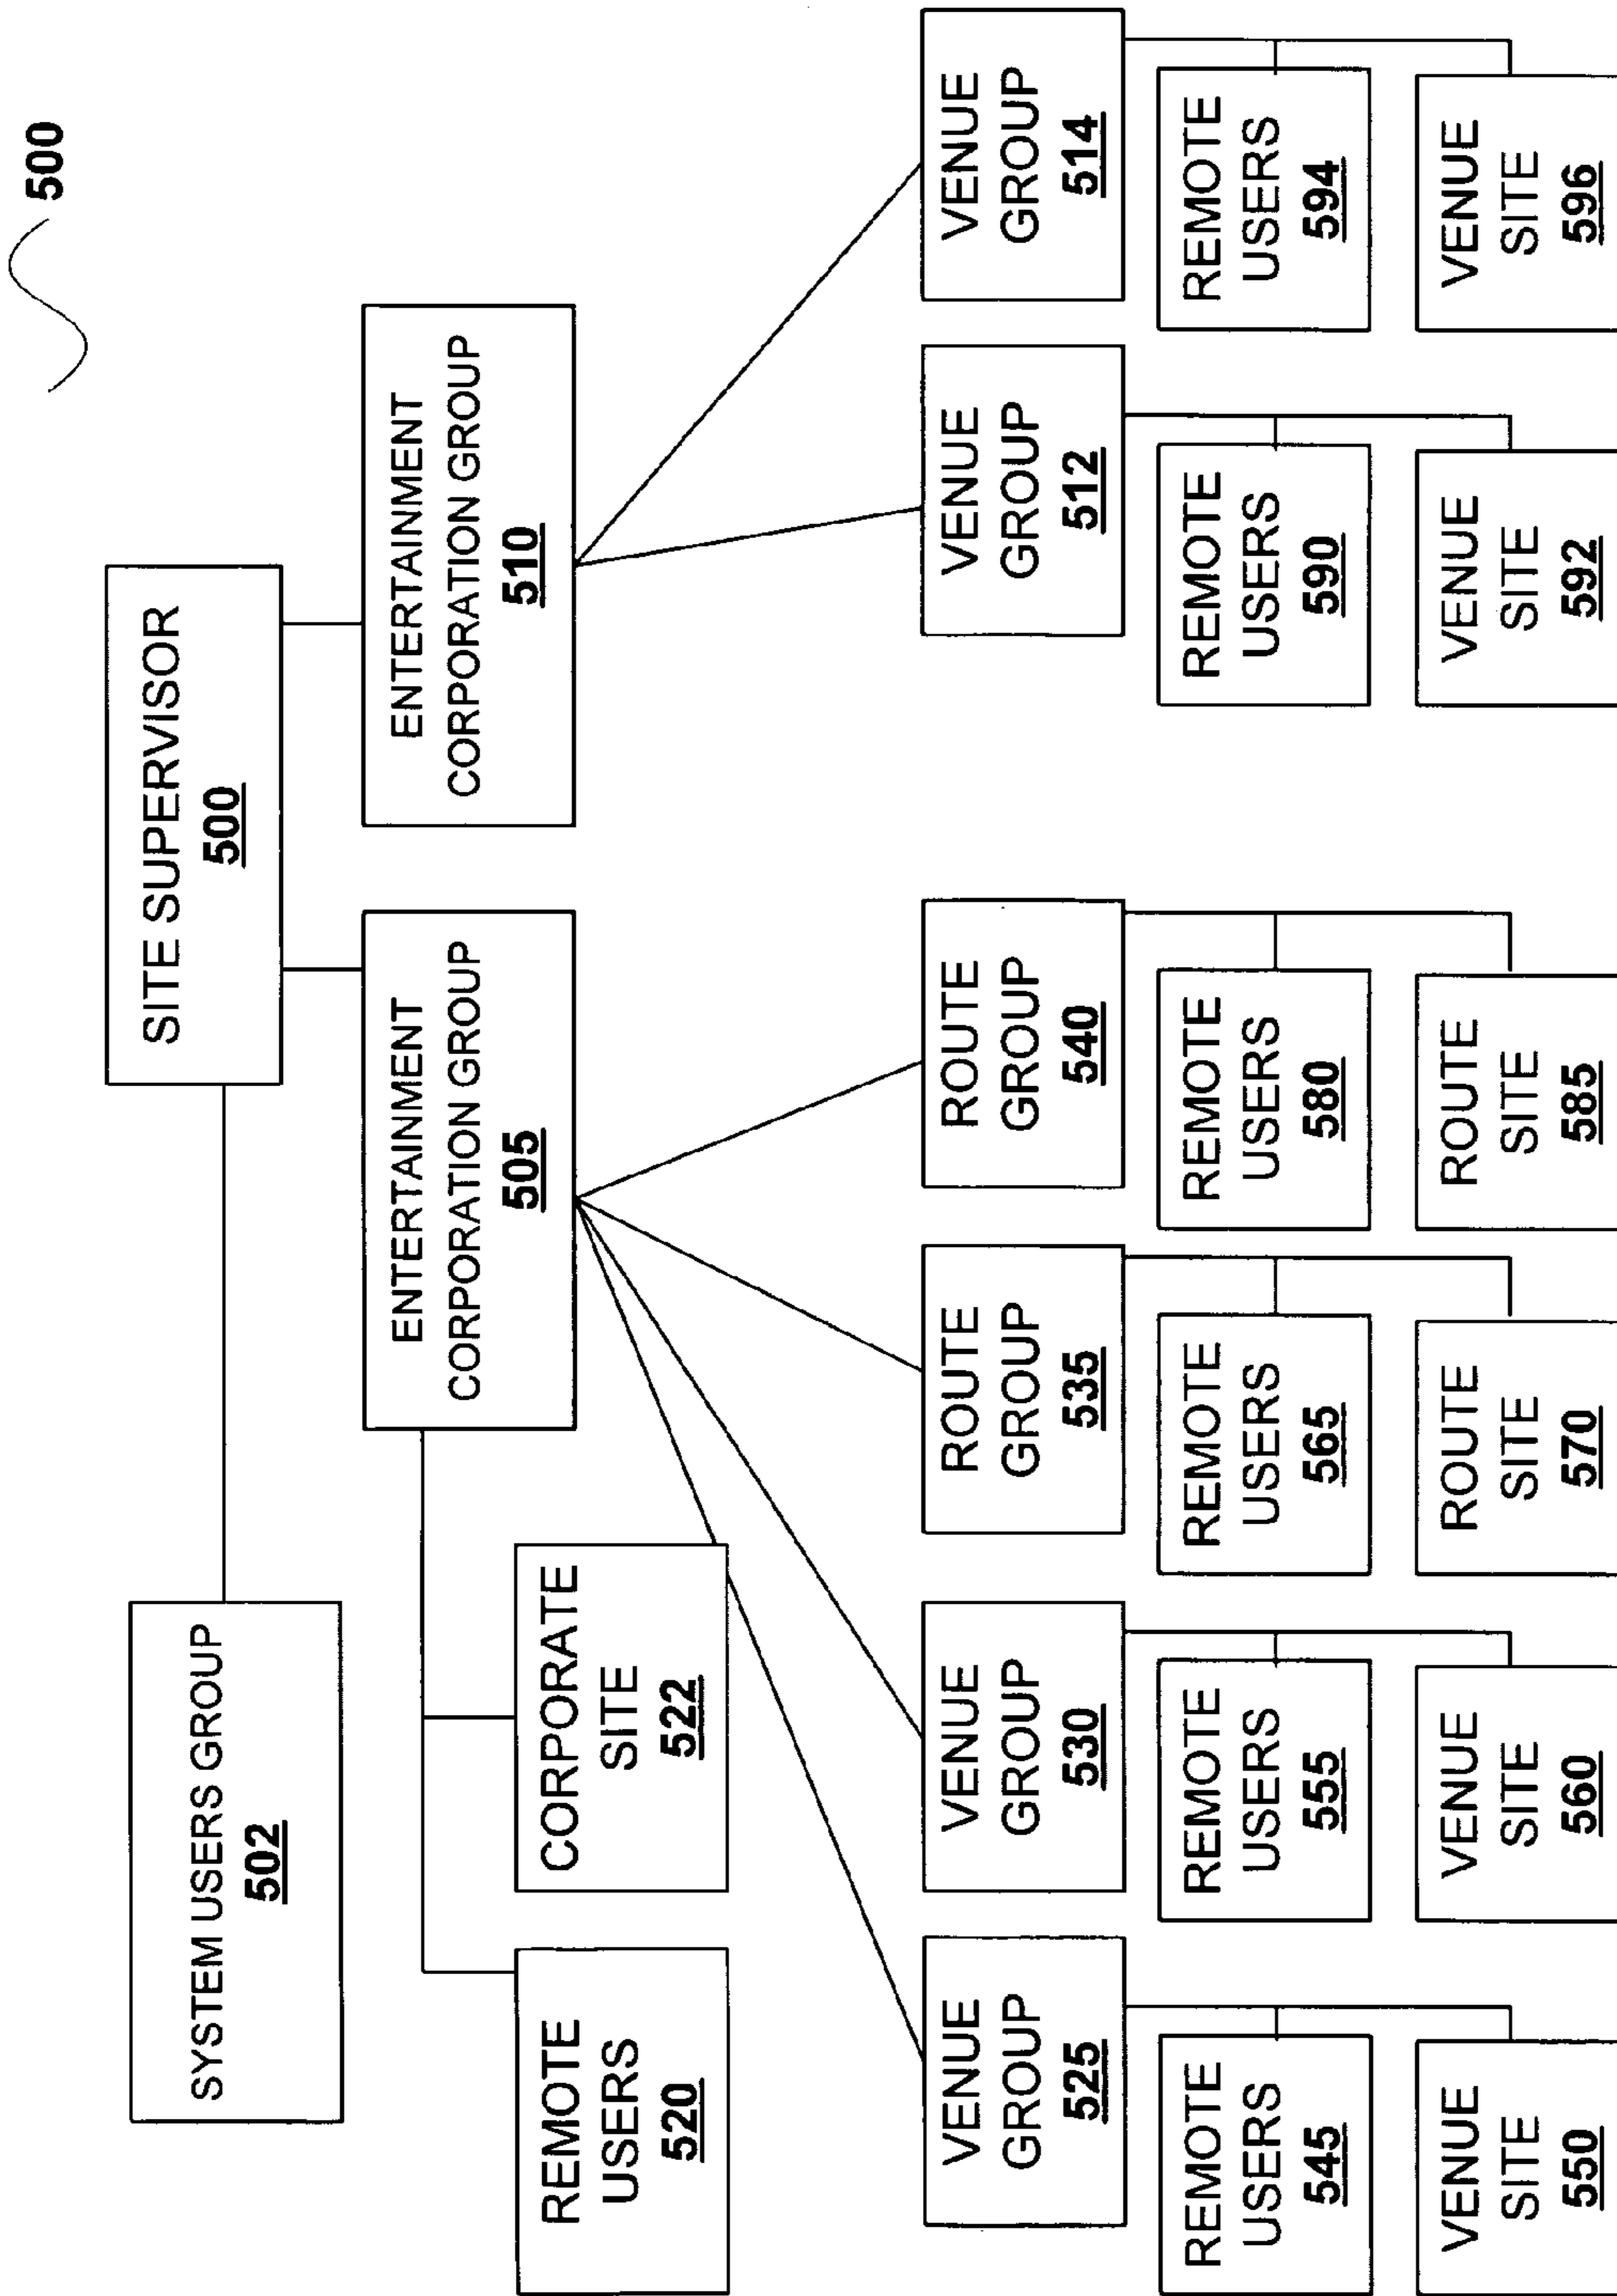 500
SITE SUPERVISOR
500
SYSTEM USERS GROUP
502
ENTERTAINMENT
CORPORATION GROUP
505
ENTERTAINMENT
CORPORATION GROUP
510
REMOTE
USERS
520
CORPORATE
SITE
522
VENUE
GROUP
525
VENUE
GROUP
530
ROUTE
GROUP
535
ROUTE
GROUP
540
VENUE
GROUP
512
VENUE
GROUP
514
REMOTE
USERS
545
REMOTE
USERS
555
REMOTE
USERS
565
REMOTE
USERS
580
REMOTE
USERS
590
REMOTE
USERS
594
VENUE
SITE
550
VENUE
SITE
560
ROUTE
SITE
570
ROUTE
SITE
585
VENUE
SITE
592
VENUE
SITE
596